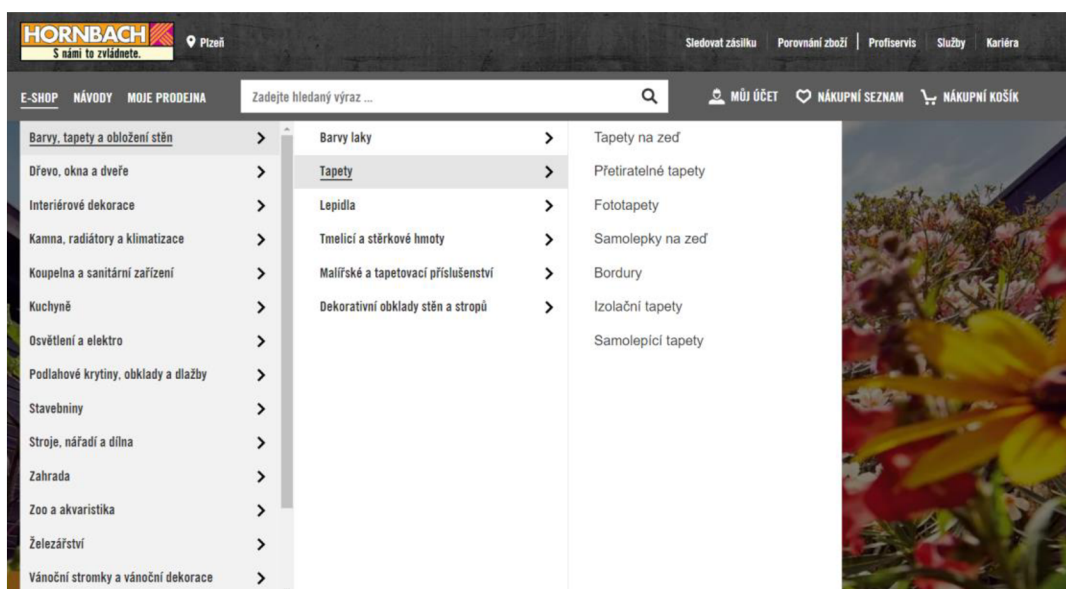 HORNBACH
S námi to zvládnete.
Plzeň
Sledovat zásilku
Porovnání zboží
Profiservis
Služby
Kariéra
E-SHOP
NÁVODY
MOJE PRODEJNA
Zadejte hledaný výraz ...
MŮJ ÚČET
NÁKUPNÍ SEZNAM
NÁKUPNÍ KOŠÍK
Barvy, tapety a obložení stěn
Dřevo, okna a dveře
Interiérové dekorace
Kamna, radiátory a klimatizace
Koupelna a sanitární zařízení
Kuchyně
Osvětlení a elektro
Podlahové krytiny, obklady a dlažby
Stavebniny
Stroje, nářadí a dílna
Zahrada
Zoo a akvaristika
Železářství
Vánoční stromky a vánoční dekorace
Barvy laky
Tapety
Lepidla
Tmelicí a stěrkové hmoty
Malířské a tapetovací příslušenství
Dekorativní obklady stěn a stropů
Tapety na zeď
Přetiratelné tapety
Fototapety
Samolepky na zeď
Bordury
Izolační tapety
Samolepící tapety